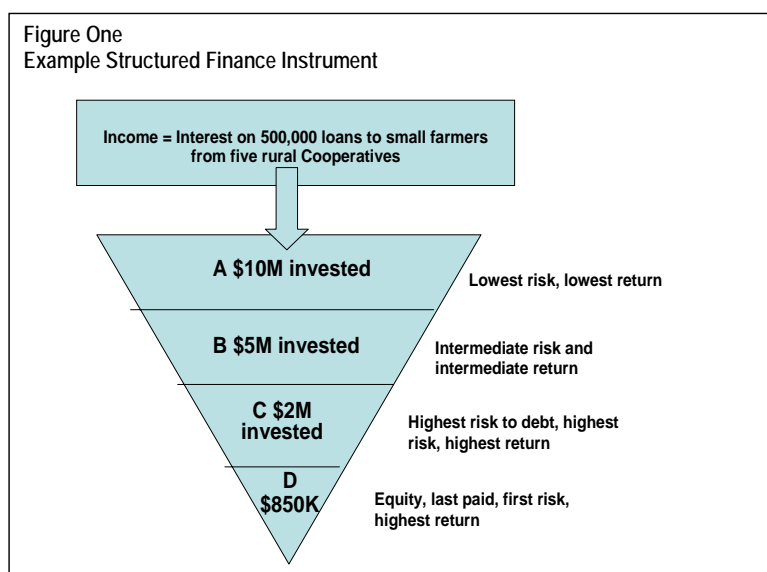 Figure One
Example Structured Finance Instrument
Income = Interest on 500,000 loans to small farmers
from five rural Cooperatives
A $10M invested
Lowest risk, lowest return
B $5M invested
Intermediate risk and
intermediate return
C $2M
invested
Highest risk to debt, highest
risk, highest return
D
$850K
Equity, last paid, first risk,
highest return